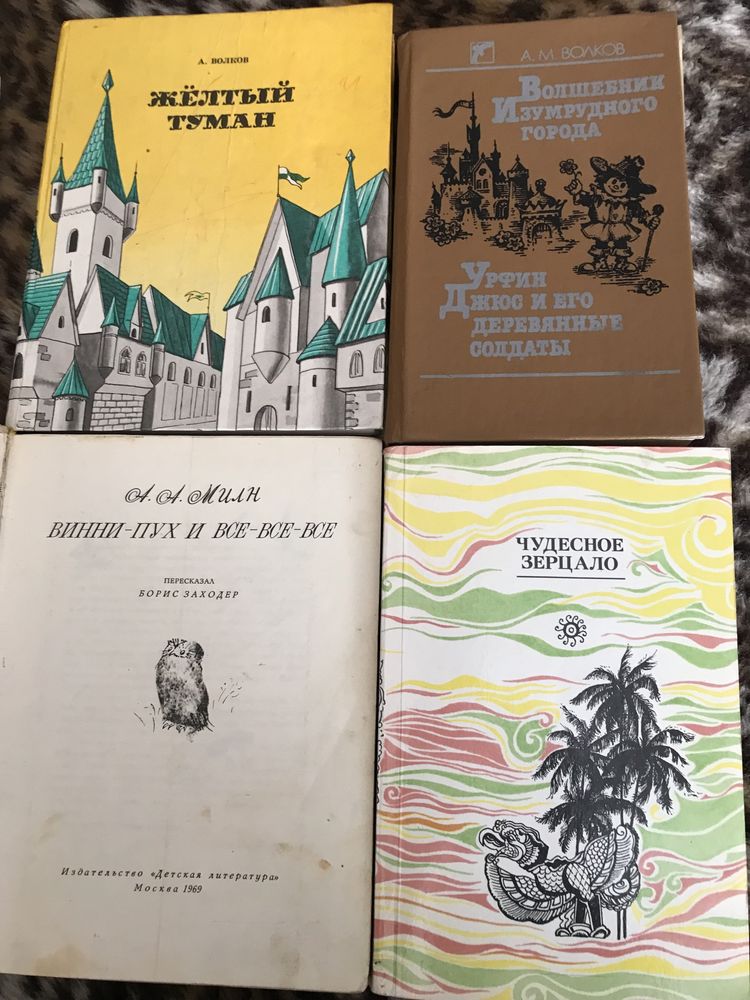 А. ВОЛКОВ
ЖЁЛТЫЙ
ТУМАН
А. М. ВОЛКОВ
ВОЛШЕБНИК
ИЗУМРУДНОГО
ГОРОДА
УРФИН
ДЖЮС И ЕГО
ДЕРЕВЯННЫЕ
СОЛДАТЫ
А. А. МИЛН
ВИННИ-ПУХ И ВСЕ-ВСЕ-ВСЕ
ПЕРЕСКАЗАЛ
БОРИС ЗАХОДЕР
Издательство «Детская литература»
Москва 1969
ЧУДЕСНОЕ
ЗЕРЦАЛО